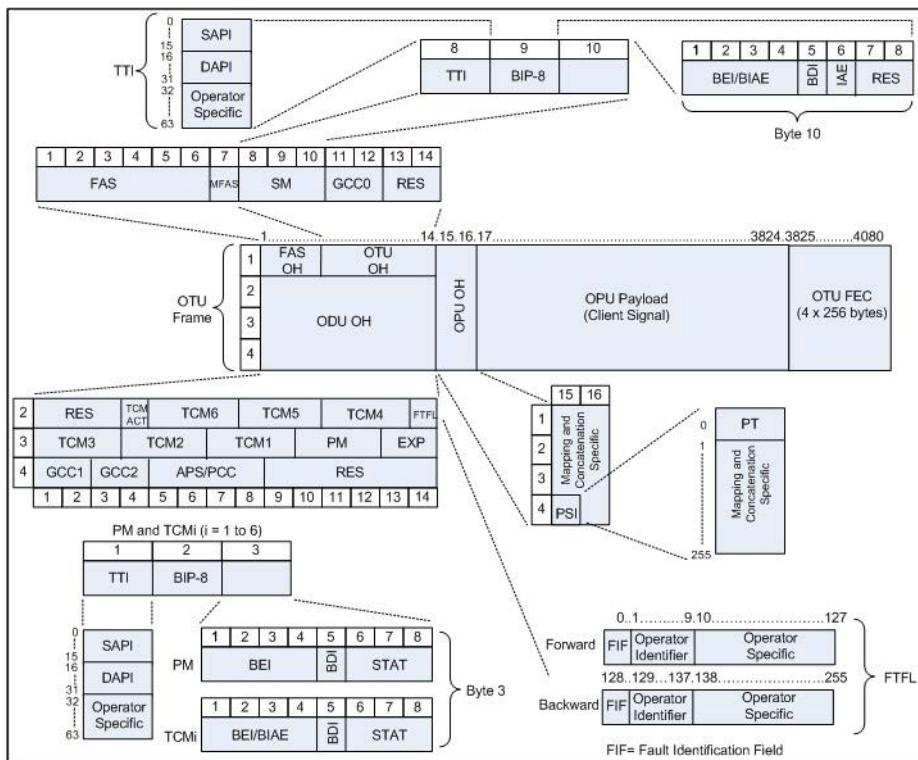 TTI
0
15
16
31
32
63
SAPI
DAPI
Operator
Specific
8 9 10
TTI BIP-8
1 2 3 4 5 6 7 8
BEI/BIAE BDI IAE RES
Byte 10
1 2 3 4 5 6 7 8 9 10 11 12 13 14
FAS MFAS SM GCC0 RES
1..............................14.15.16.17..............................3824.3825.........4080
OTU
Frame
1
2
3
4
FAS
OH
OTU
OH
ODU OH
OPU OH
OPU Payload
(Client Signal)
OTU FEC
(4 x 256 bytes)
2 RES TCM ACT TCM6 TCM5 TCM4 FTFL
3 TCM3 TCM2 TCM1 PM EXP
4 GCC1 GCC2 APS/PCC RES
1 2 3 4 5 6 7 8 9 10 11 12 13 14
15 16
1
2
3
4
Mapping and
Concatenation
Specific
PSI
0
1
255
PT
Mapping and
Concatenation
Specific
PM and TCMi (i = 1 to 6)
1 2 3
TTI BIP-8
0
15
16
31
32
63
SAPI
DAPI
Operator
Specific
1 2 3 4 5 6 7 8
PM BEI BDI STAT
1 2 3 4 5 6 7 8
TCMi BEI/BIAE BDI STAT
Byte 3
0..1..............9.10........................127
Forward FIF Operator Identifier Operator Specific
128..129....137.138........................255
Backward FIF Operator Identifier Operator Specific
FTFL
FIF= Fault Identification Field